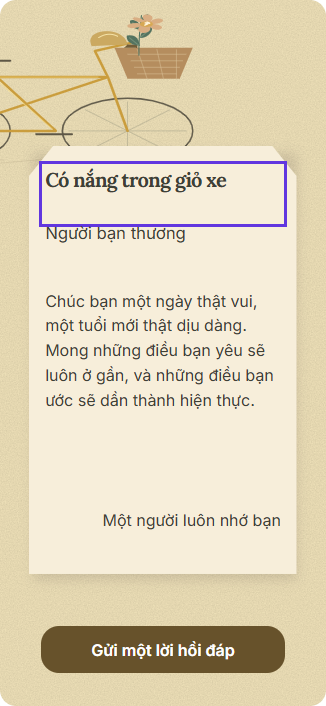 Có nắng trong giỏ xe
Người bạn thương
Chúc bạn một ngày thật vui,
một tuổi mới thật dịu dàng.
Mong những điều bạn yêu sẽ
luôn ở gần, và những điều bạn
ước sẽ dần thành hiện thực.
Một người luôn nhớ bạn
Gửi một lời hồi đáp